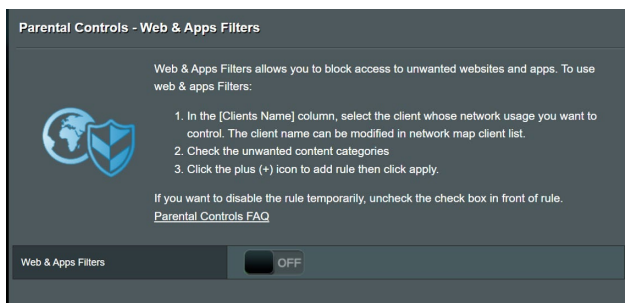 Parental Controls - Web & Apps Filters
Web & Apps Filters allows you to block access to unwanted websites and apps. To use
web & apps Filters:
1. In the [Clients Name] column, select the client whose network usage you want to
control. The client name can be modified in network map client list.
2. Check the unwanted content categories
3. Click the plus (+) icon to add rule then click apply.
If you want to disable the rule temporarily, uncheck the check box in front of rule.
Parental Controls FAQ
Web & Apps Filters OFF